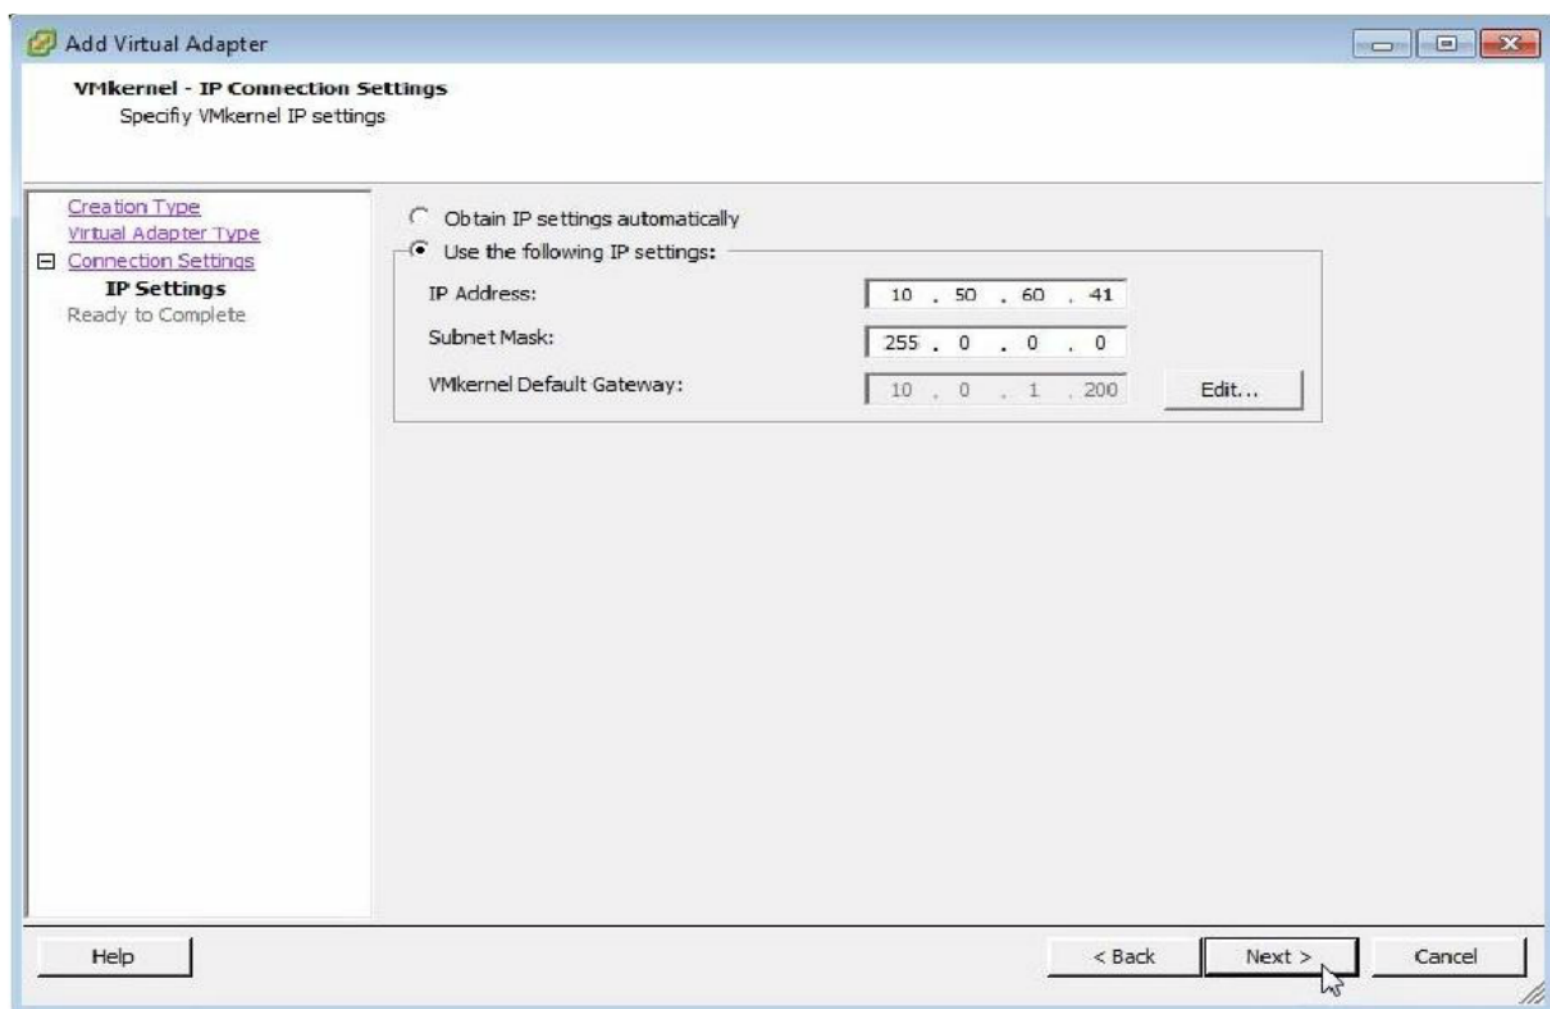 Add Virtual Adapter
VMkernel - IP Connection Settings
Specifiy VMkernel IP settings
Creation Type
Virtual Adapter Type
Connection Settings
IP Settings
Ready to Complete
Obtain IP settings automatically
Use the following IP settings:
IP Address: 10 . 50 . 60 . 41
Subnet Mask: 255 . 0 . 0 . 0
VMkernel Default Gateway: 10 . 0 . 1 . 200 Edit...
Help < Back Next > Cancel